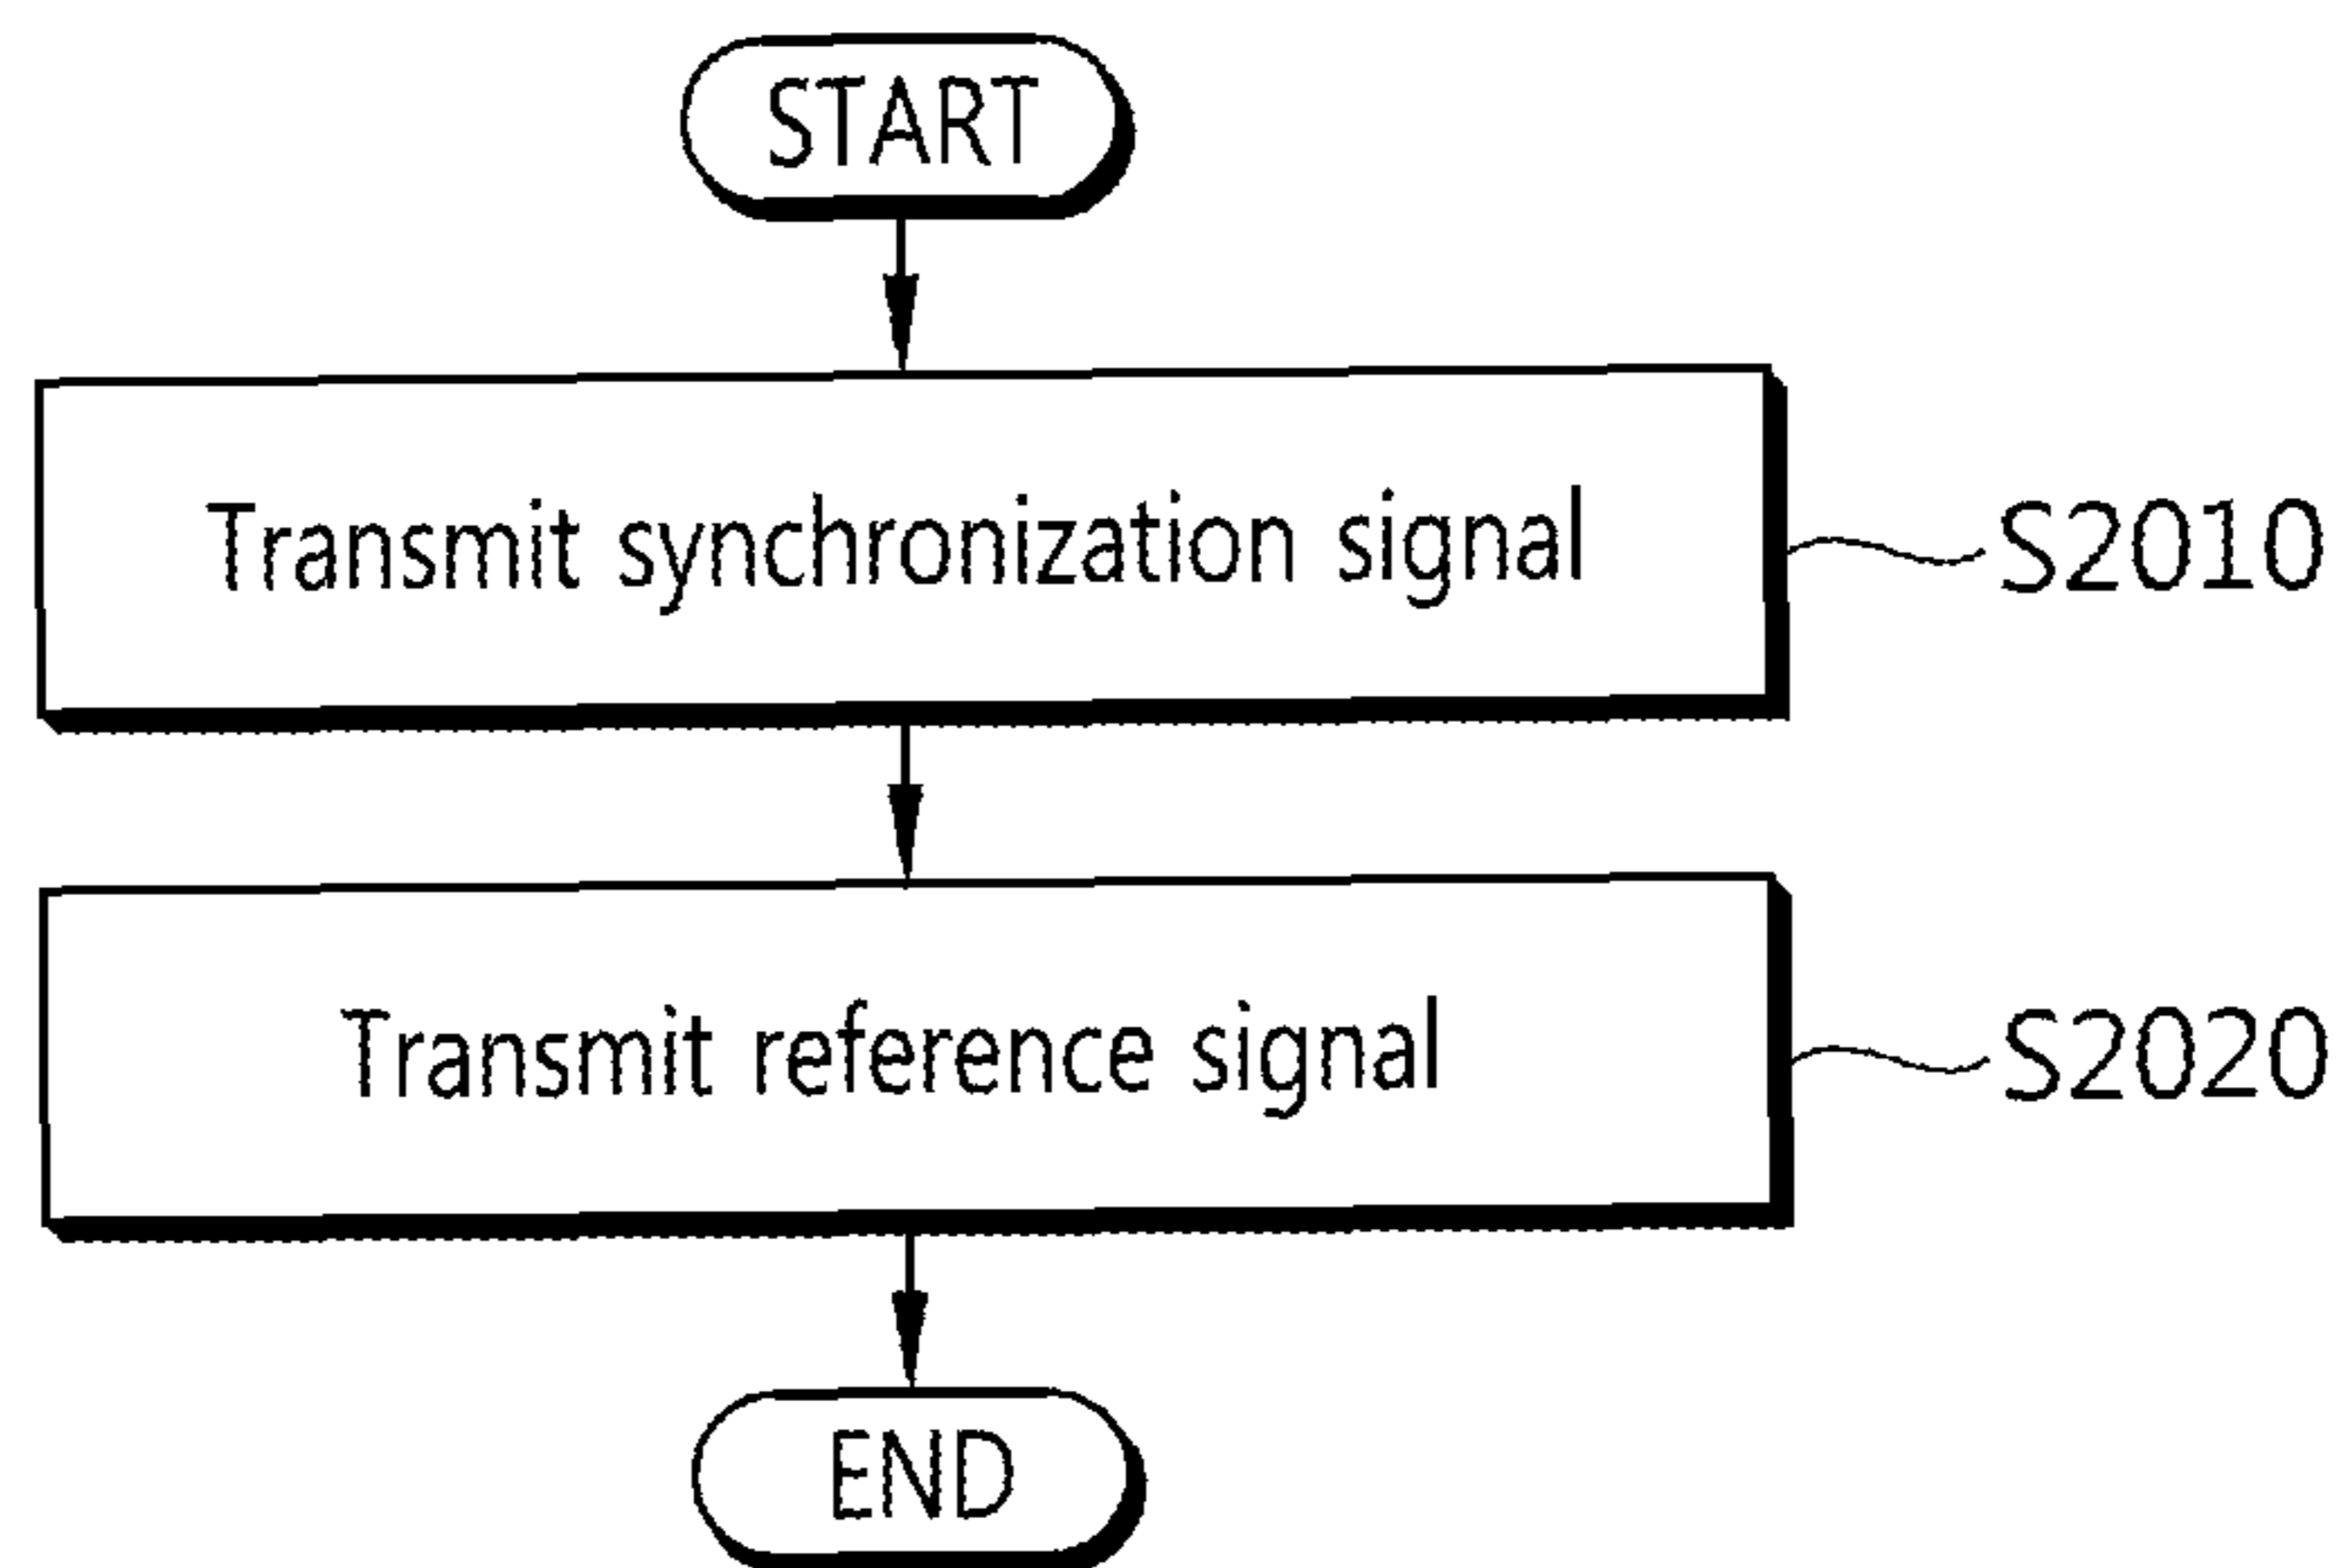 START
Transmit synchronization signal
S2010
Transmit reference signal
S2020
END